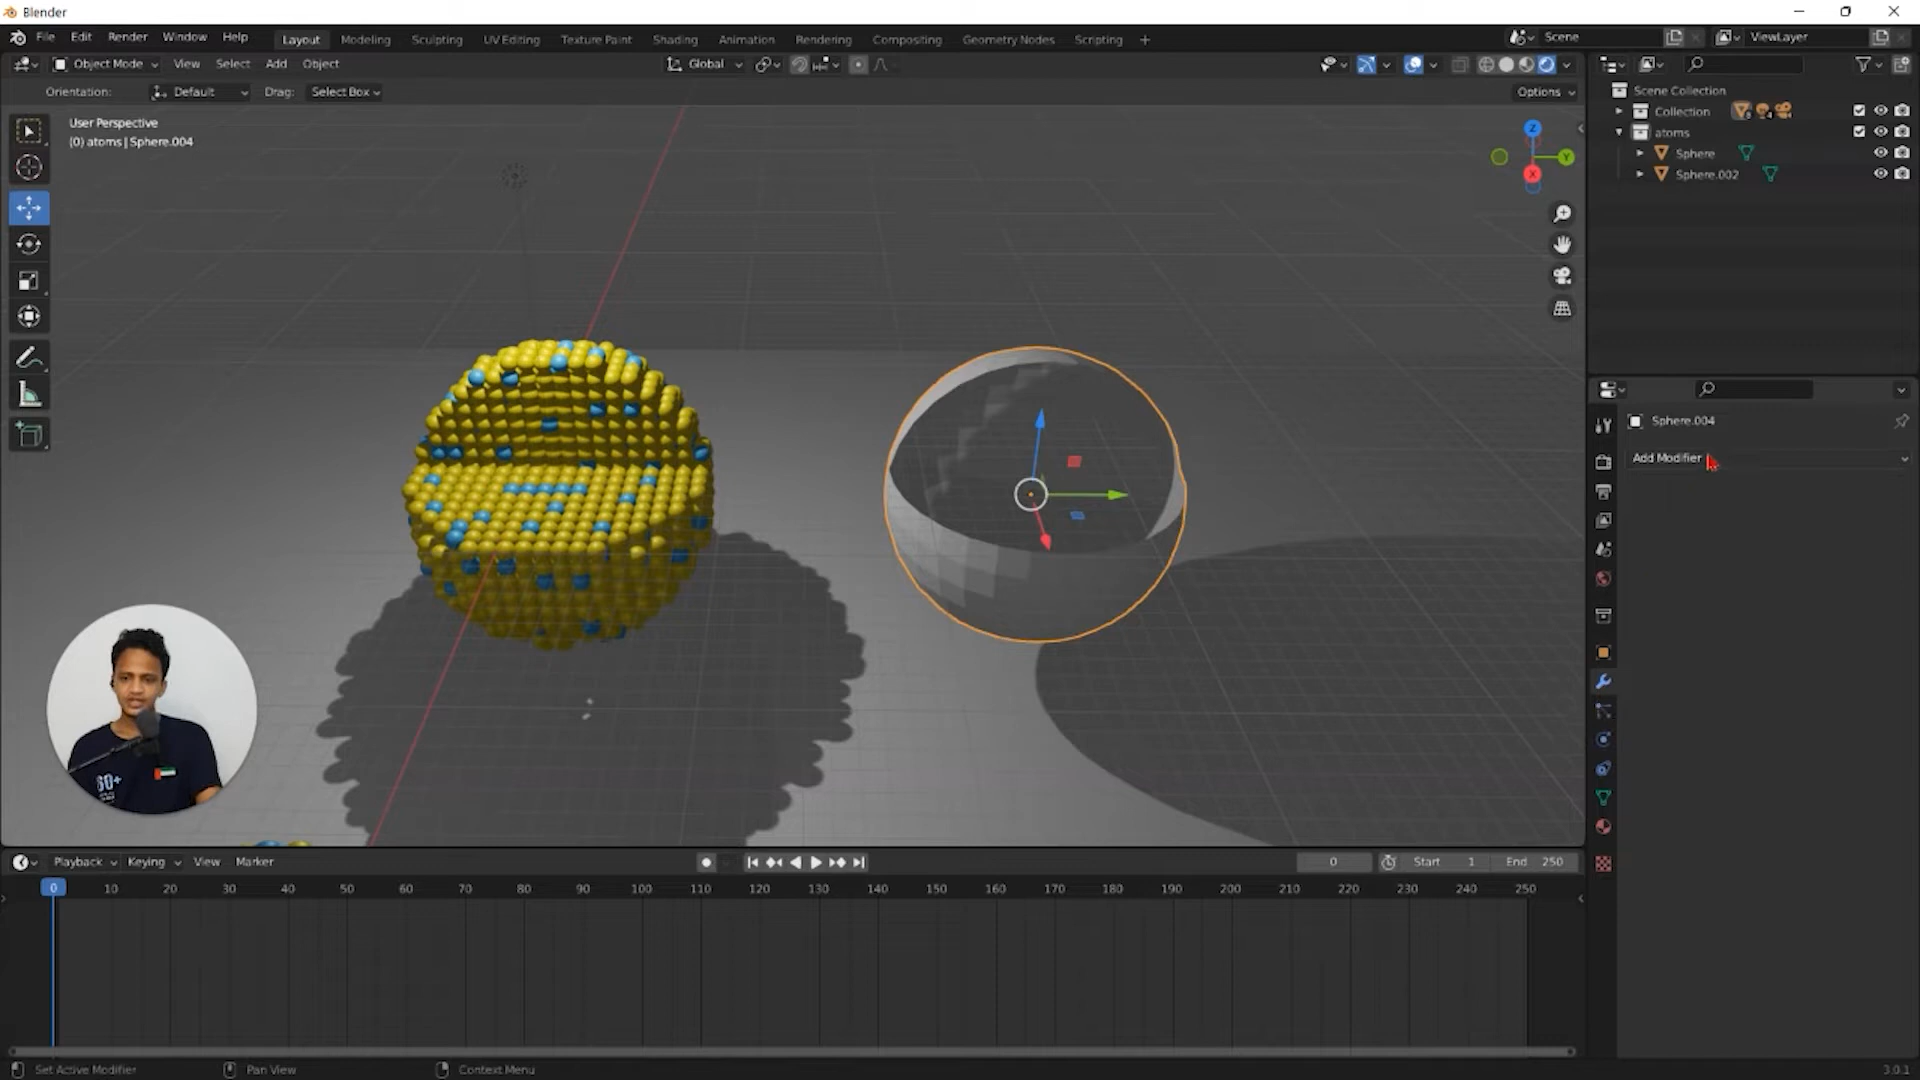 Blender
File Edit Render Window Help Layout Modeling Sculpting UV Editing Texture Paint Shading Animation Rendering Compositing Geometry Nodes Scripting + Scene ViewLayer
Object Mode View Select Add Object Global
Orientation: Default Drag: Select Box Options
User Perspective
(0) atoms | Sphere.004
Z
Y
X
Scene Collection
Collection
atoms
Sphere
Sphere.002
Sphere.004
Add Modifier
60+
Playback Keying View Marker 0 Start 1 End 250
0 10 20 30 40 50 60 70 80 90 100 110 120 130 140 150 160 170 180 190 200 210 220 230 240 250
Set Active Modifier Pan View Context Menu 3.0.1